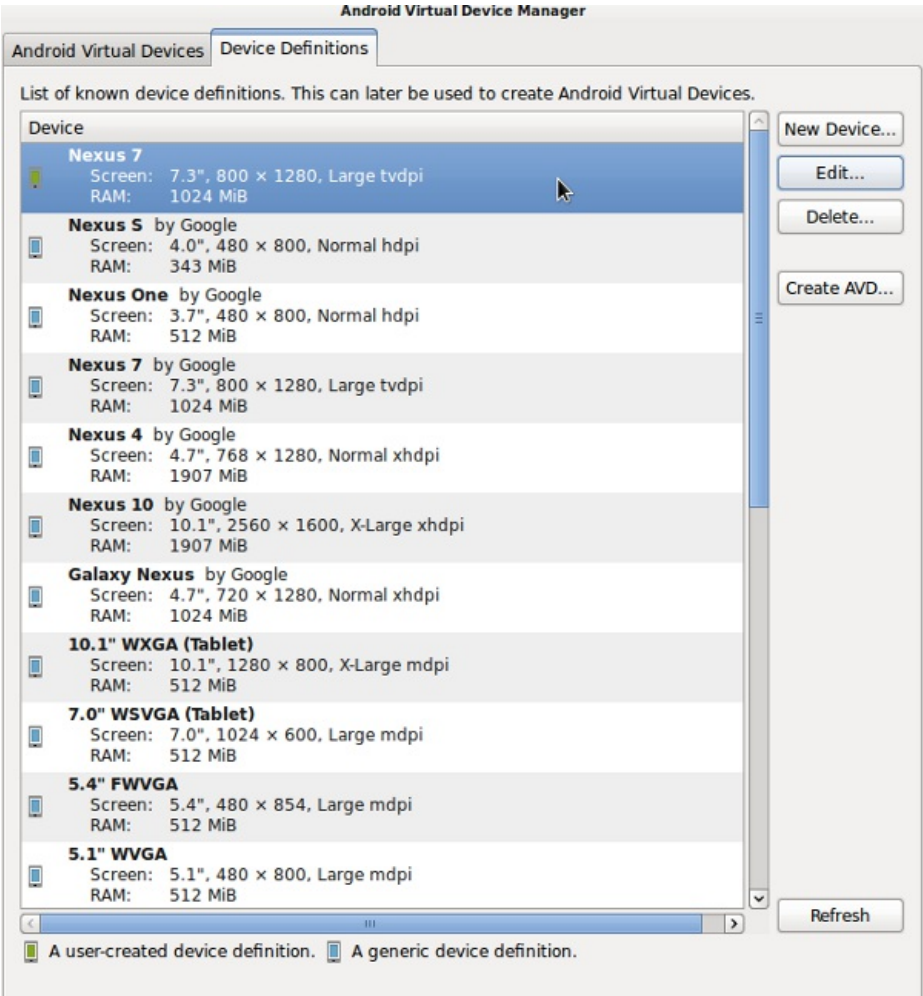 Android Virtual Device Manager
Android Virtual Devices
Device Definitions
List of known device definitions. This can later be used to create Android Virtual Devices.
Device
New Device...
Nexus 7
Screen: 7.3", 800 × 1280, Large tvdpi
RAM: 1024 MiB
Edit...
Delete...
Nexus S by Google
Screen: 4.0", 480 × 800, Normal hdpi
RAM: 343 MiB
Create AVD...
Nexus One by Google
Screen: 3.7", 480 × 800, Normal hdpi
RAM: 512 MiB
Nexus 7 by Google
Screen: 7.3", 800 × 1280, Large tvdpi
RAM: 1024 MiB
Nexus 4 by Google
Screen: 4.7", 768 × 1280, Normal xhdpi
RAM: 1907 MiB
Nexus 10 by Google
Screen: 10.1", 2560 × 1600, X-Large xhdpi
RAM: 1907 MiB
Galaxy Nexus by Google
Screen: 4.7", 720 × 1280, Normal xhdpi
RAM: 1024 MiB
10.1" WXGA (Tablet)
Screen: 10.1", 1280 × 800, X-Large mdpi
RAM: 512 MiB
7.0" WSVGA (Tablet)
Screen: 7.0", 1024 × 600, Large mdpi
RAM: 512 MiB
5.4" FWVGA
Screen: 5.4", 480 × 854, Large mdpi
RAM: 512 MiB
5.1" WVGA
Screen: 5.1", 480 × 800, Large mdpi
RAM: 512 MiB
Refresh
A user-created device definition. A generic device definition.